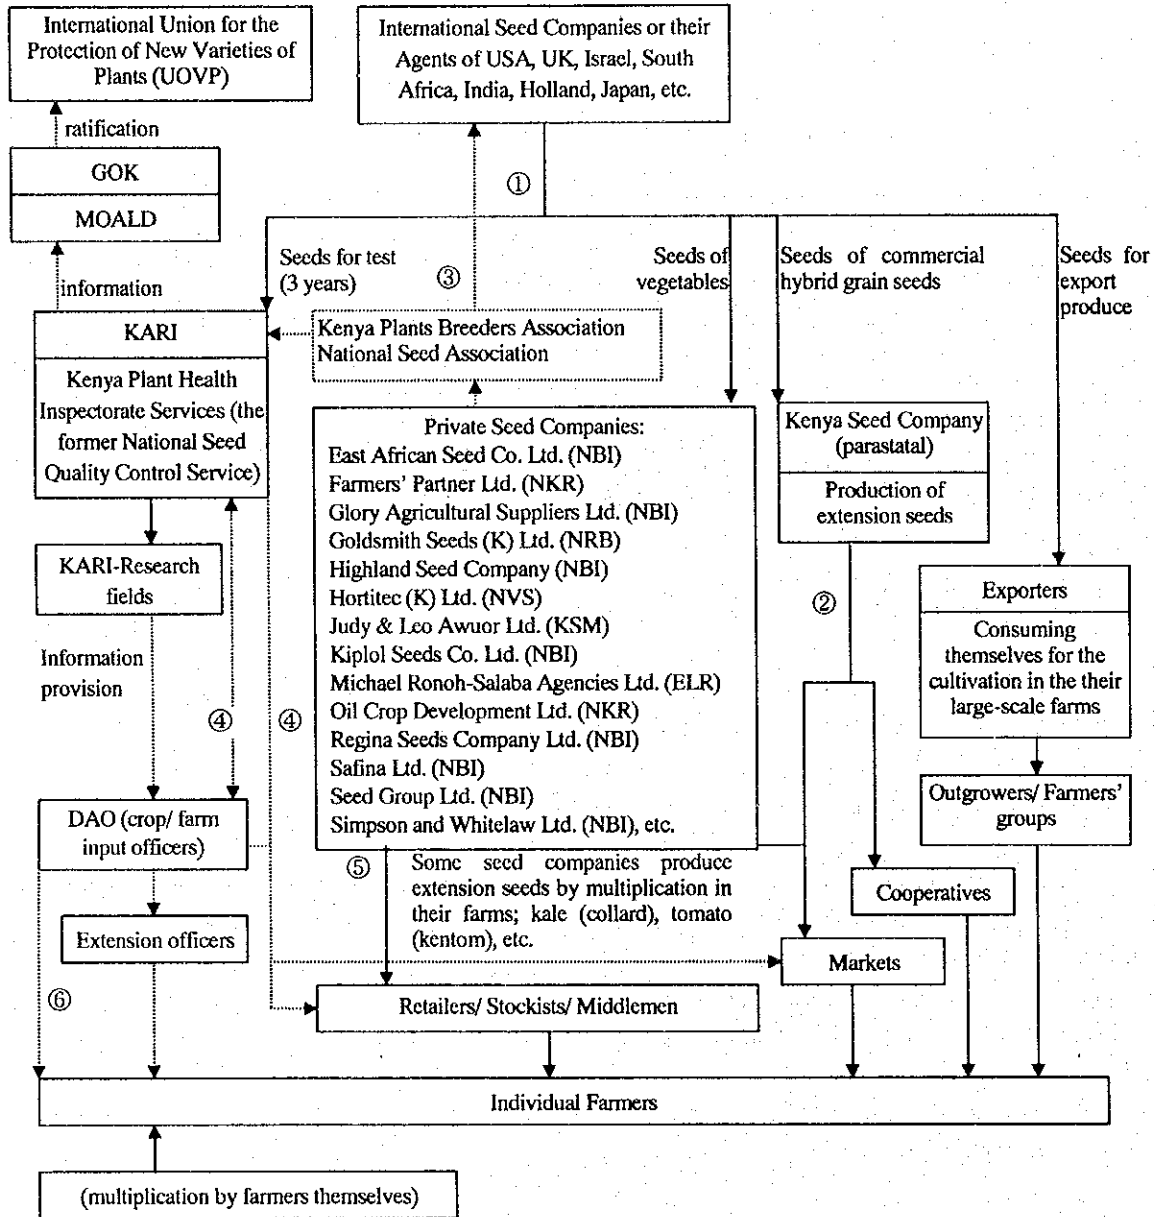 International Union for the
Protection of New Varieties of
Plants (UOVP)
International Seed Companies or their
Agents of USA, UK, Israel, South
Africa, India, Holland, Japan, etc.
ratification
GOK
MOALD
①
information
Seeds for test
(3 years)
③
Seeds of
vegetables
Seeds of commercial
hybrid grain seeds
Seeds for
export
produce
KARI
Kenya Plant Health
Inspectorate Services (the
former National Seed
Quality Control Service)
Kenya Plants Breeders Association
National Seed Association
Private Seed Companies:
East African Seed Co. Ltd. (NBI)
Farmers' Partner Ltd. (NKR)
Glory Agricultural Suppliers Ltd. (NBI)
Goldsmith Seeds (K) Ltd. (NRB)
Highland Seed Company (NBI)
Hortitec (K) Ltd. (NVS)
Judy & Leo Awuor Ltd. (KSM)
Kiplol Seeds Co. Ltd. (NBI)
Michael Ronoh-Salaba Agencies Ltd. (ELR)
Oil Crop Development Ltd. (NKR)
Regina Seeds Company Ltd. (NBI)
Safina Ltd. (NBI)
Seed Group Ltd. (NBI)
Simpson and Whitelaw Ltd. (NBI), etc.
Kenya Seed Company
(parastatal)
Production of
extension seeds
②
Exporters
Consuming
themselves for the
cultivation in the their
large-scale farms
KARI-Research
fields
Information
provision
④
④
DAO (crop/ farm
input officers)
Outgrowers/ Farmers'
groups
⑤
Some seed companies produce
extension seeds by multiplication in
their farms; kale (collard), tomato
(kentom), etc.
Cooperatives
Extension officers
Markets
⑥
Retailers/ Stockists/ Middlemen
Individual Farmers
(multiplication by farmers themselves)